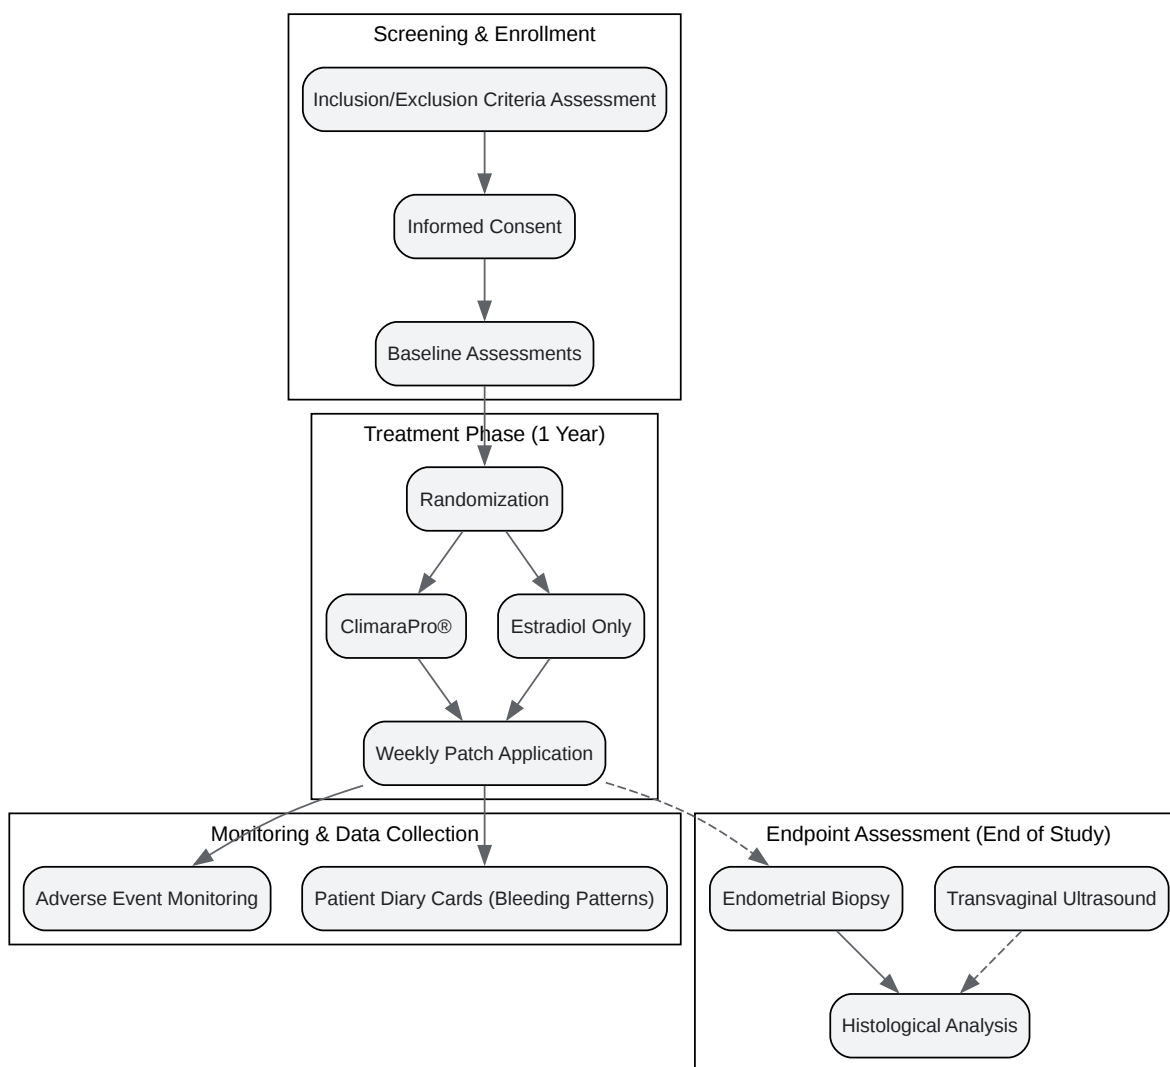 Screening & Enrollment
Inclusion/Exclusion Criteria Assessment
Informed Consent
Baseline Assessments
Treatment Phase (1 Year)
Randomization
ClimaraPro®
Estradiol Only
Weekly Patch Application
Monitoring & Data Collection
Adverse Event Monitoring
Patient Diary Cards (Bleeding Patterns)
Endpoint Assessment (End of Study)
Endometrial Biopsy
Transvaginal Ultrasound
Histological Analysis